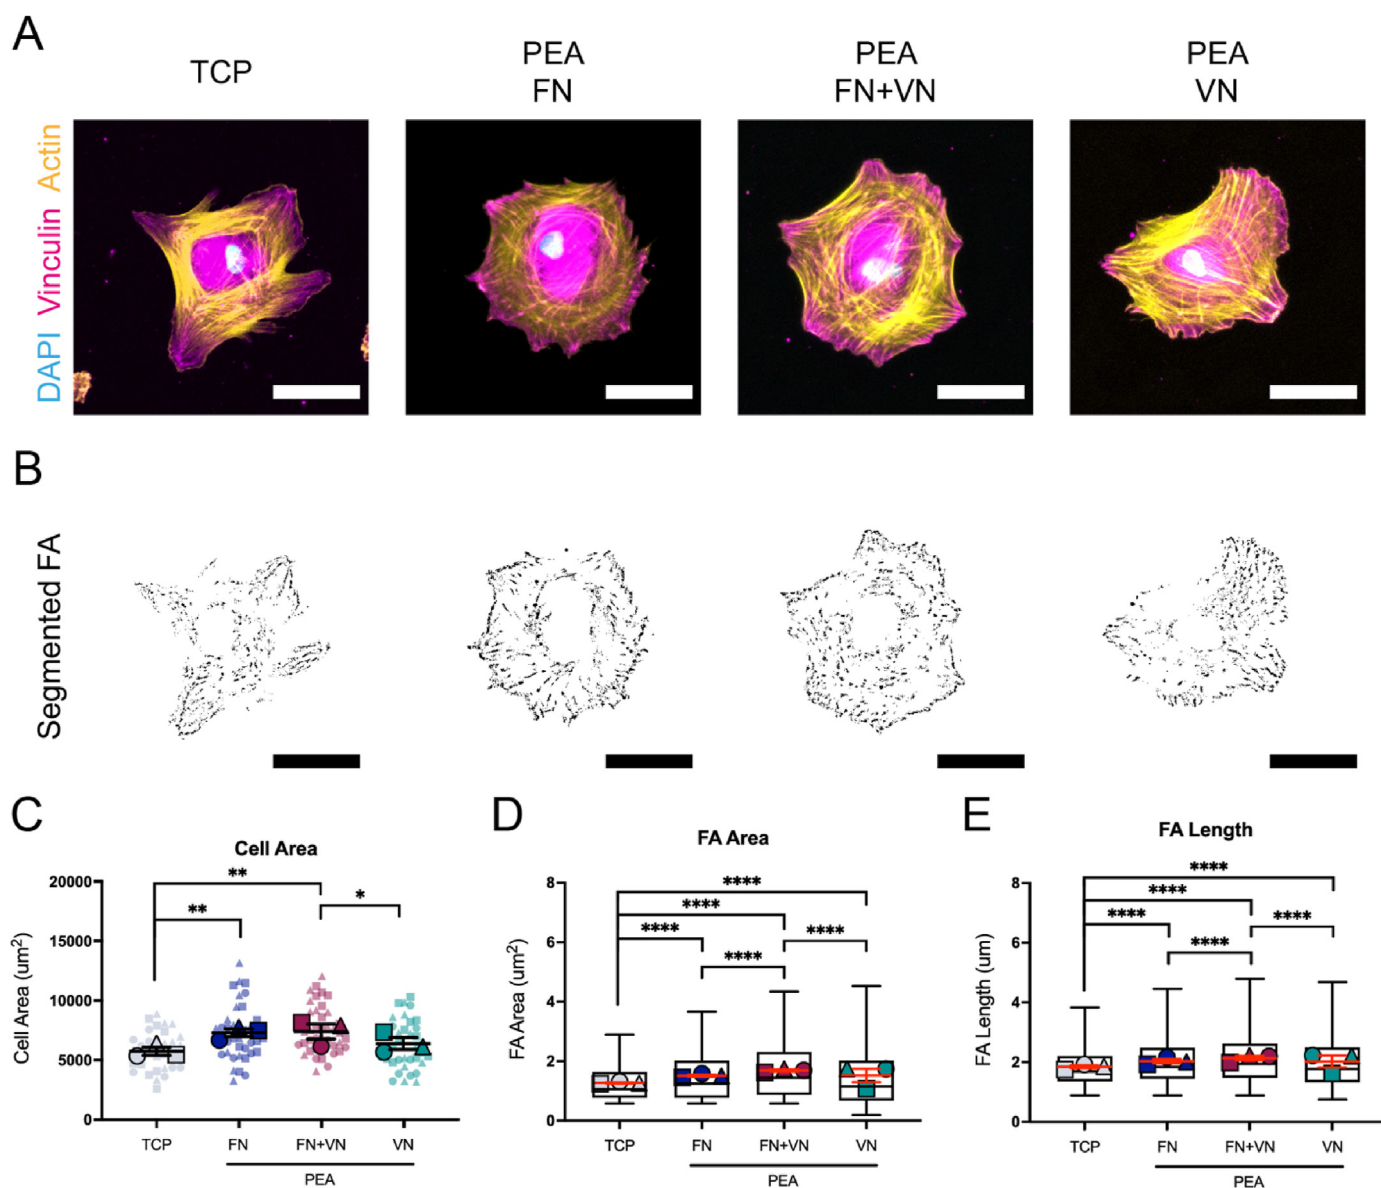 A
TCP
PEA
FN
PEA
FN+VN
PEA
VN
DAPI Vinculin Actin
B
Segmented FA
C
Cell Area
Cell Area (um²)
20000
15000
10000
5000
0
**
**
*
TCP
FN
FN+VN
VN
PEA
D
FA Area
FA Area (um²)
8
6
4
2
0
****
****
****
****
****
TCP
FN
FN+VN
VN
PEA
E
FA Length
FA Length (um)
8
6
4
2
0
****
****
****
****
****
TCP
FN
FN+VN
VN
PEA